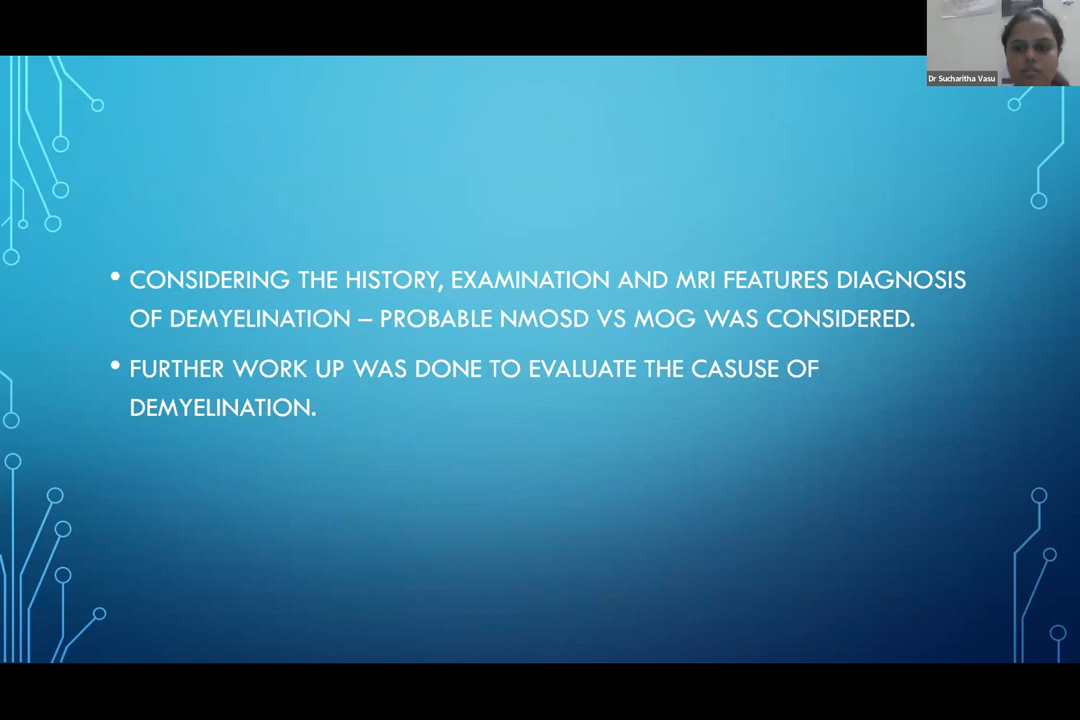 Dr Sucharitha Vasu
• CONSIDERING THE HISTORY, EXAMINATION AND MRI FEATURES DIAGNOSIS
OF DEMYELINATION – PROBABLE NMOSD VS MOG WAS CONSIDERED.
• FURTHER WORK UP WAS DONE TO EVALUATE THE CASUSE OF
DEMYELINATION.